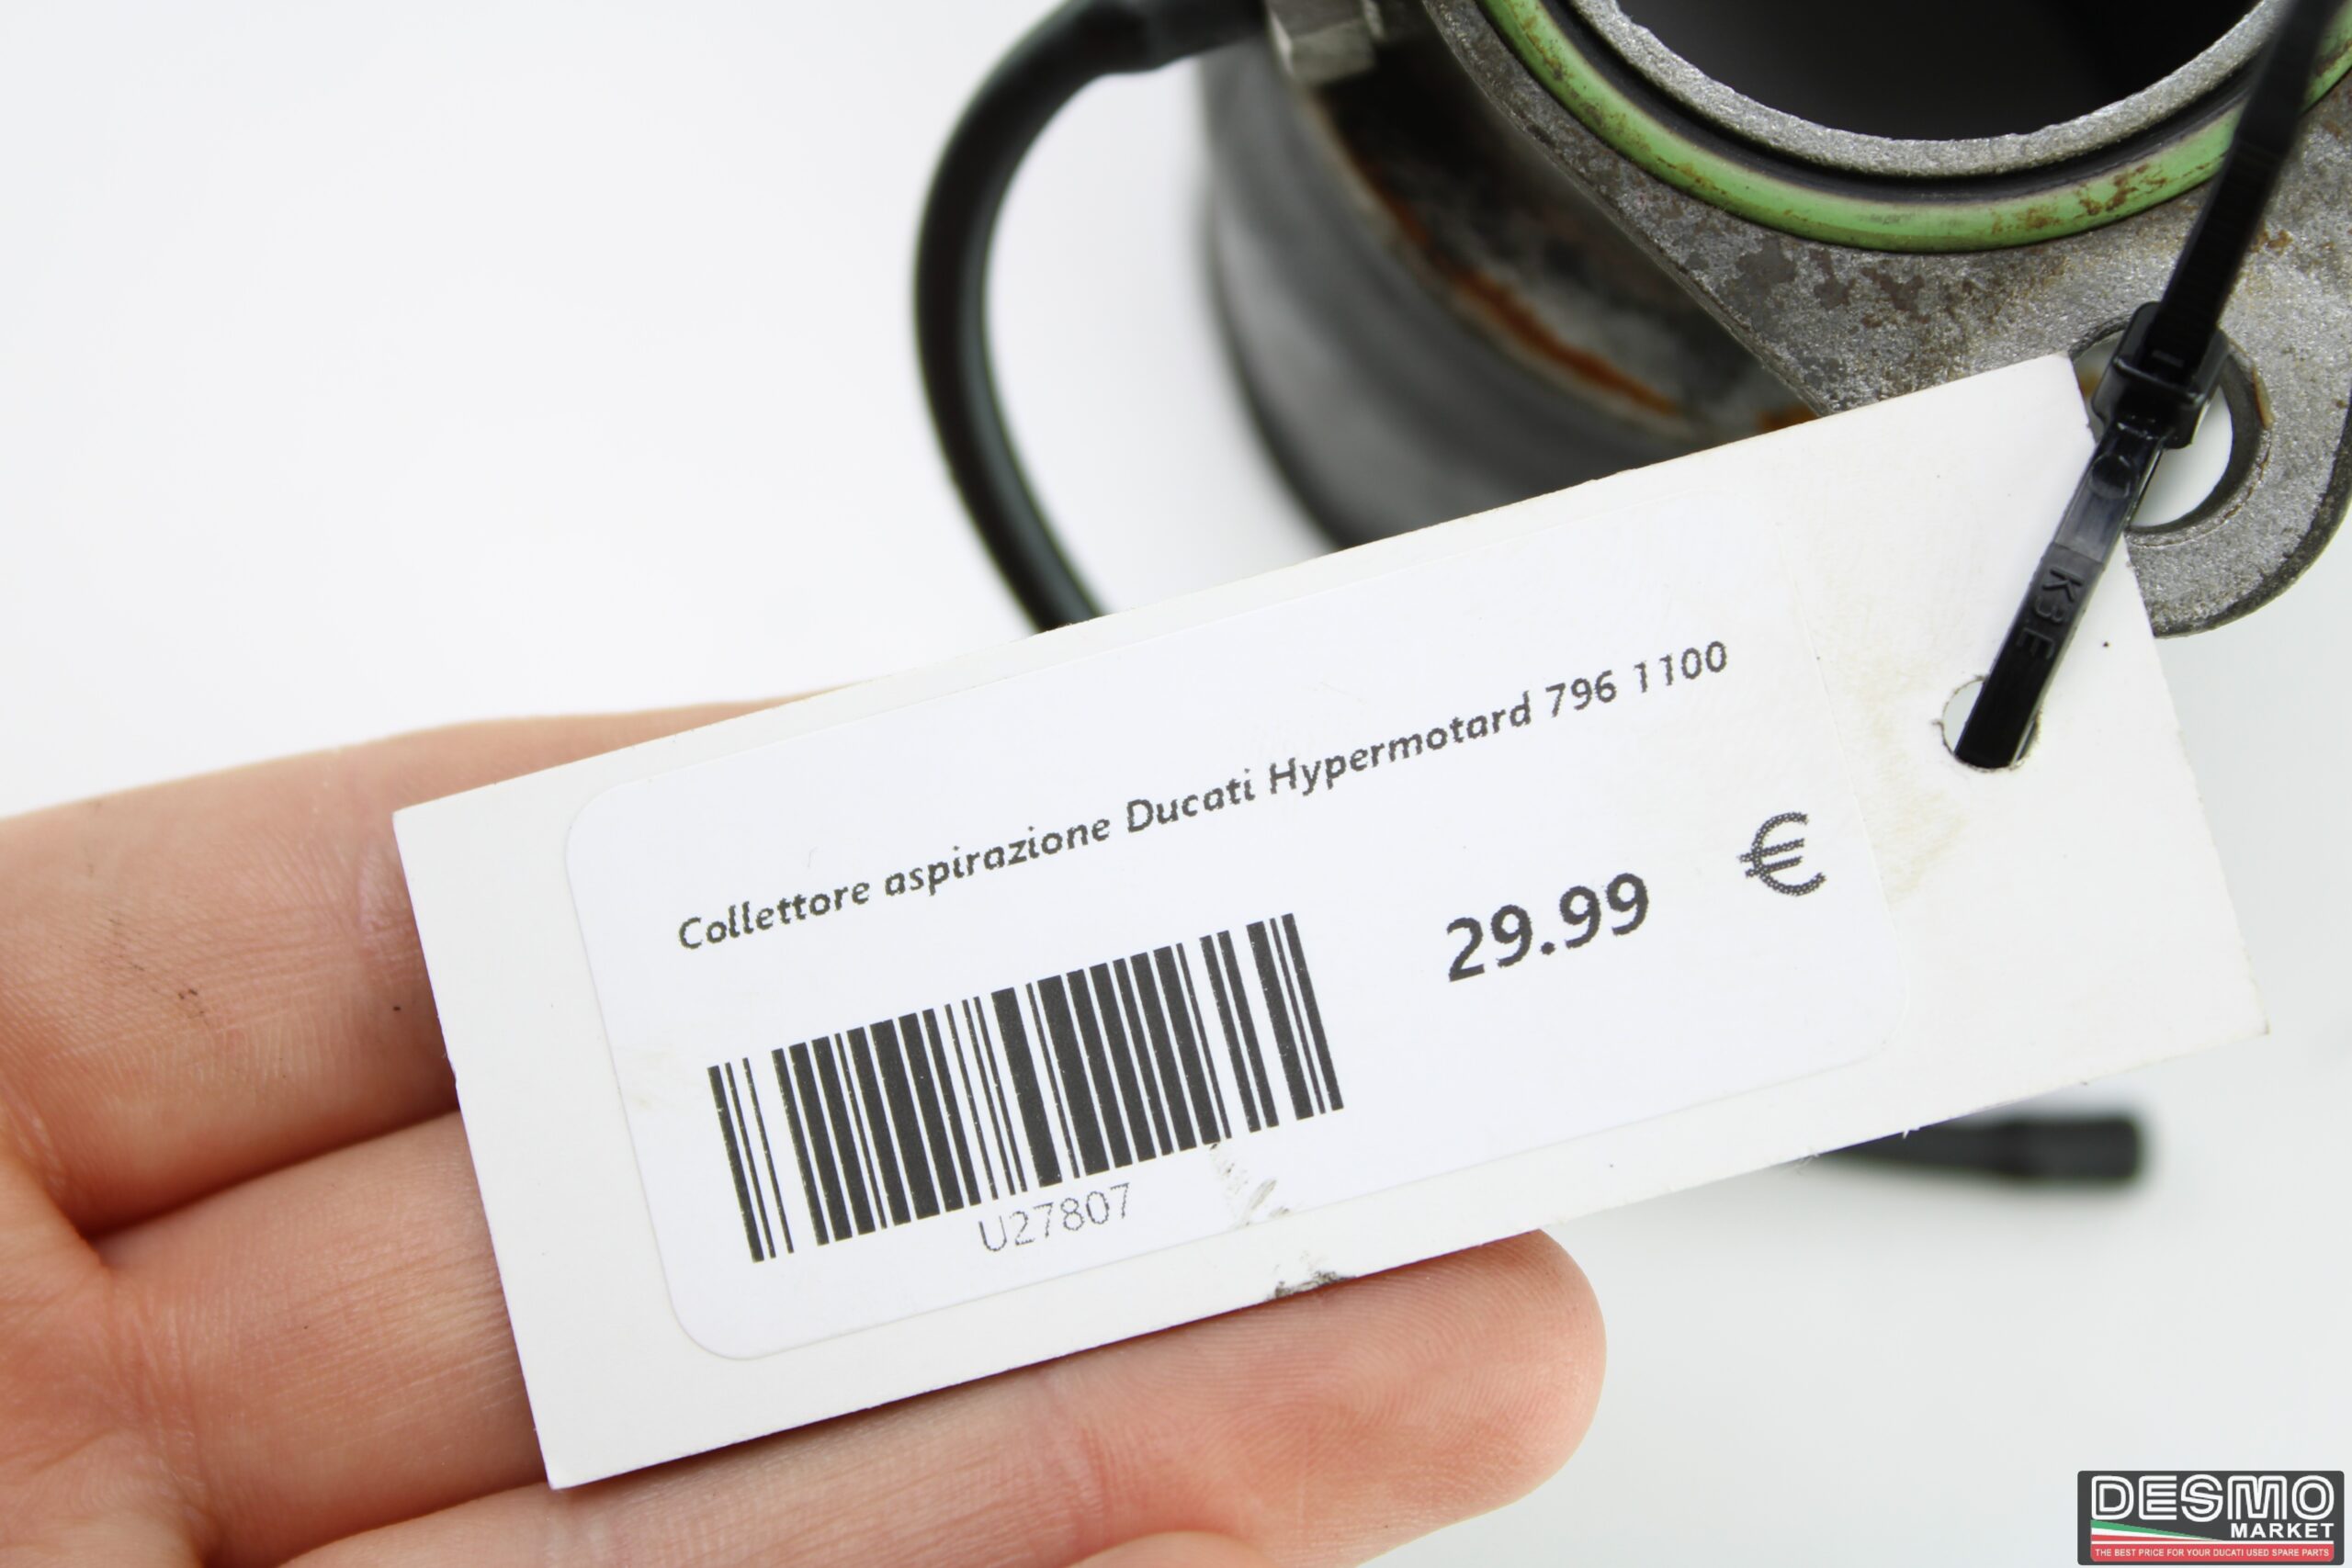 K3E
Collettore aspirazione Ducati Hypermotard 796 1100
29.99 €
U27807
DESMO
MARKET
THE BEST PRICE FOR YOUR DUCATI USED SPARE PARTS